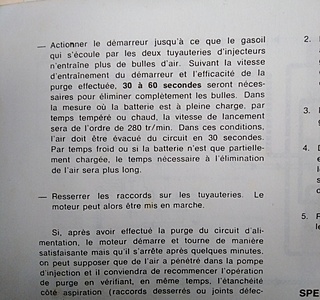 — Actionner le démarreur jusqu'à ce que le gasoil
qui s'écoule par les deux tuyauteries d'injecteurs
n'entraîne plus de bulles d'air. Suivant la vitesse
d'entraînement du démarreur et l'efficacité de la
purge effectuée, 30 à 60 secondes seront néces-
saires pour éliminer complètement les bulles. Dans
la mesure où la batterie est à pleine charge, par
temps tempéré ou chaud, la vitesse de lancement
sera de l'ordre de 280 tr/min. Dans ces conditions,
l'air doit être évacué du circuit en 30 secondes.
Par temps froid ou si la batterie n'est que partielle-
ment chargée, le temps nécessaire à l'élimination
de l'air sera plus long.
— Resserrer les raccords sur les tuyauteries. Le
moteur peut alors être mis en marche.
Si, après avoir effectué la purge du circuit d'ali-
mentation, le moteur démarre et tourne de manière
satisfaisante mais qu'il s'arrête après quelques minutes,
on peut supposer que de l'air a pénétré dans la pompe
d'injection et il conviendra de recommencer l'opération
de purge en vérifiant, en même temps, l'étanchéité
côté aspiration (raccords desserrés ou joints défec-
2.
3.
4.
5.
SPE